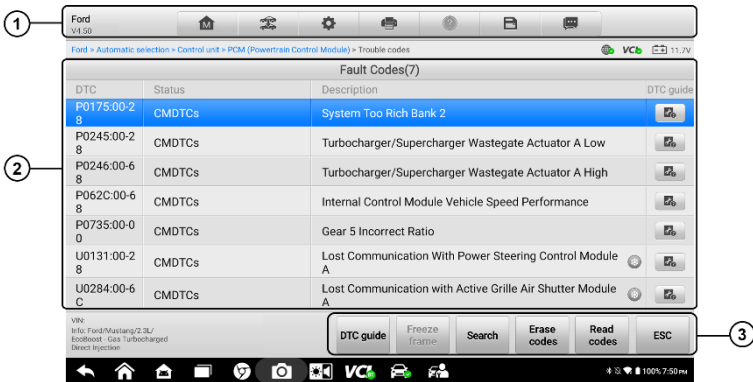 1
Ford
V4.50
M
Ford > Automatic selection > Control unit > PCM (Powertrain Control Module) > Trouble codes
VCI 11.7V
2
Fault Codes(7)
DTC Status Description DTC guide
P0175:00-2
8
CMDTCs System Too Rich Bank 2
P0245:00-2
8
CMDTCs Turbocharger/Supercharger Wastegate Actuator A Low
P0246:00-6
8
CMDTCs Turbocharger/Supercharger Wastegate Actuator A High
P062C:00-6
8
CMDTCs Internal Control Module Vehicle Speed Performance
P0735:00-0
0
CMDTCs Gear 5 Incorrect Ratio
U0131:00-2
8
CMDTCs Lost Communication With Power Steering Control Module
A
U0284:00-6
C
CMDTCs Lost Communication with Active Grille Air Shutter Module
A
VIN:
Info: Ford/Mustang/2.3L/
EcoBoost - Gas Turbocharged
Direct Injection
DTC guide
Freeze
frame
Search
Erase
codes
Read
codes
ESC
3
VCI 100% 7:50 PM